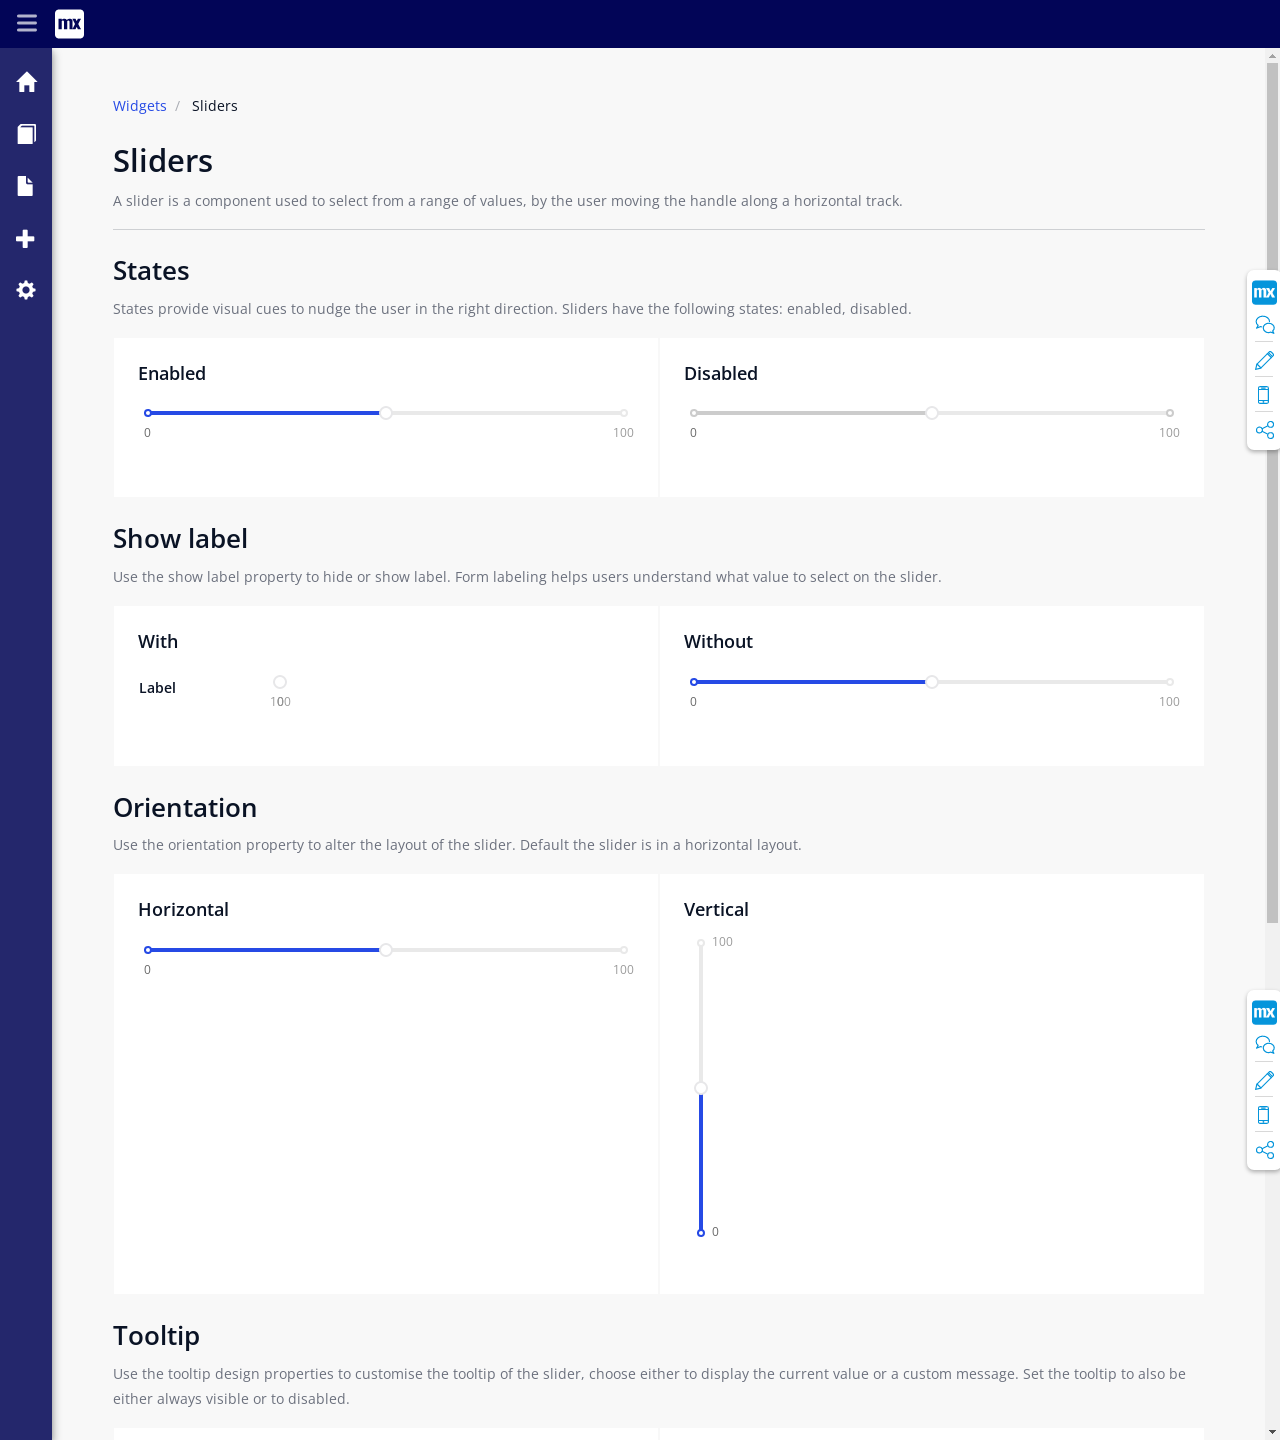 mx
Widgets / Sliders
Sliders
A slider is a component used to select from a range of values, by the user moving the handle along a horizontal track.
States
States provide visual cues to nudge the user in the right direction. Sliders have the following states: enabled, disabled.
mx
Enabled
0 100
Disabled
0 100
Show label
Use the show label property to hide or show label. Form labeling helps users understand what value to select on the slider.
With
Label
Without
0 100
Orientation
Use the orientation property to alter the layout of the slider. Default the slider is in a horizontal layout.
Horizontal
0 100
Vertical
100
0
mx
Tooltip
Use the tooltip design properties to customise the tooltip of the slider, choose either to display the current value or a custom message. Set the tooltip to also be
either always visible or to disabled.